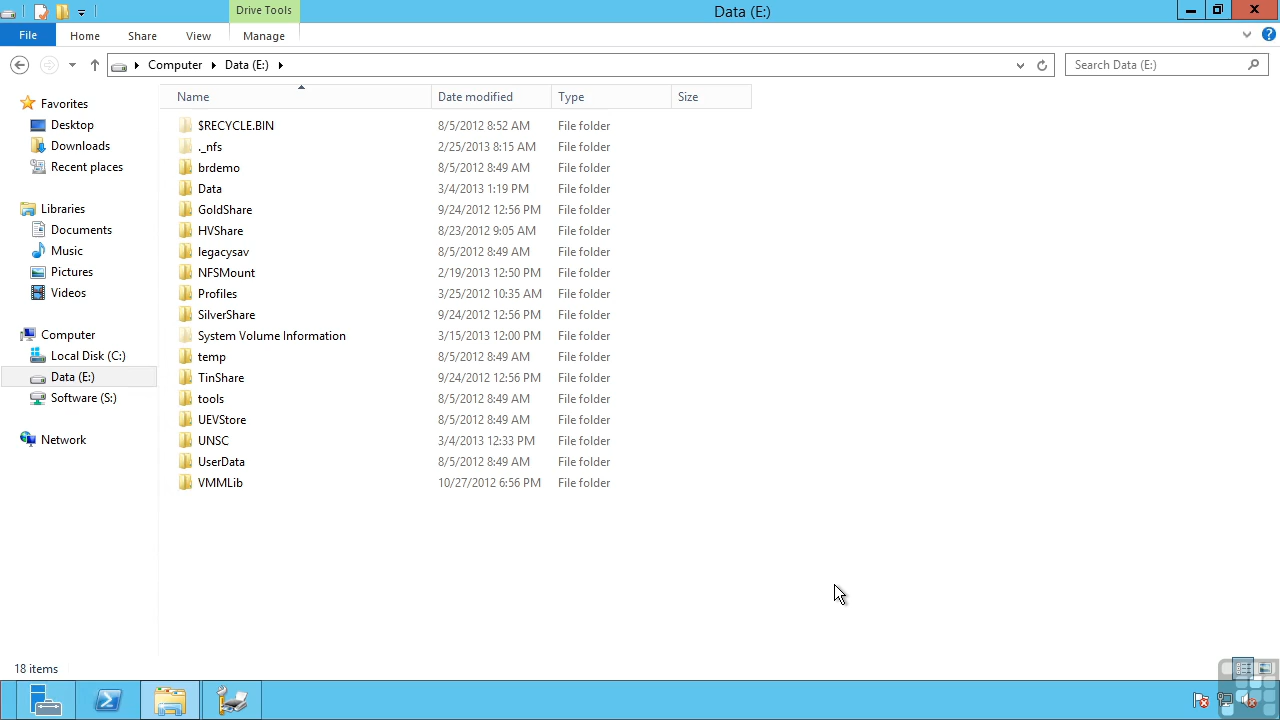 Drive Tools
Data (E:)
File Home Share View Manage
Computer Data (E:)
Search Data (E:)
Name Date modified Type Size
Favorites
Desktop
Downloads
Recent places
Libraries
Documents
Music
Pictures
Videos
Computer
Local Disk (C:)
Data (E:)
Software (S:)
Network
$RECYCLE.BIN 8/5/2012 8:52 AM File folder
._nfs 2/25/2013 8:15 AM File folder
brdemo 8/5/2012 8:49 AM File folder
Data 3/4/2013 1:19 PM File folder
GoldShare 9/24/2012 12:56 PM File folder
HVShare 8/23/2012 9:05 AM File folder
legacysav 8/5/2012 8:49 AM File folder
NFSMount 2/19/2013 12:50 PM File folder
Profiles 3/25/2012 10:35 AM File folder
SilverShare 9/24/2012 12:56 PM File folder
System Volume Information 3/15/2013 12:00 PM File folder
temp 8/5/2012 8:49 AM File folder
TinShare 9/24/2012 12:56 PM File folder
tools 8/5/2012 8:49 AM File folder
UEVStore 8/5/2012 8:49 AM File folder
UNSC 3/4/2013 12:33 PM File folder
UserData 8/5/2012 8:49 AM File folder
VMMLib 10/27/2012 6:56 PM File folder
18 items